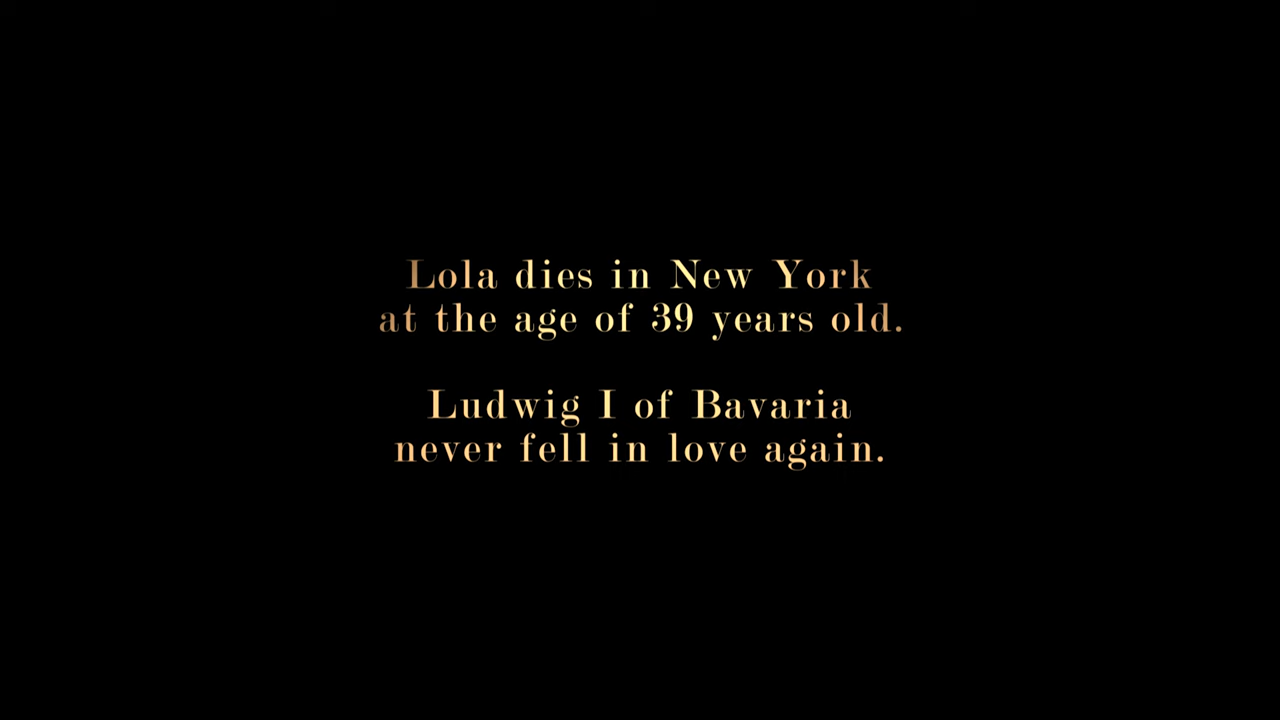 Lola dies in New York
at the age of 39 years old.
Ludwig I of Bavaria
never fell in love again.